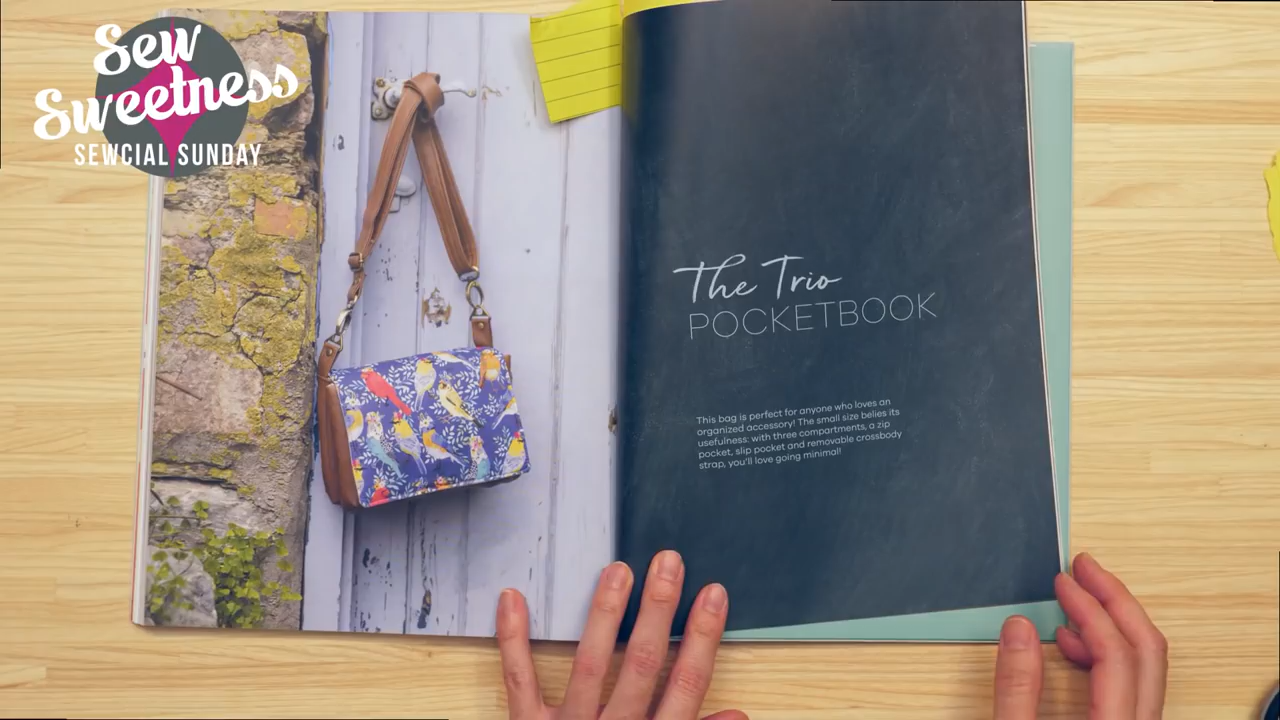 Sew
Sweetness
SEWCIAL SUNDAY
The Trio
POCKETBOOK
This bag is perfect for anyone who loves an
organized accessory! The small size belies its
usefulness: with three compartments, a zip
pocket, slip pocket and removable crossbody
strap, you'll love going minimal!